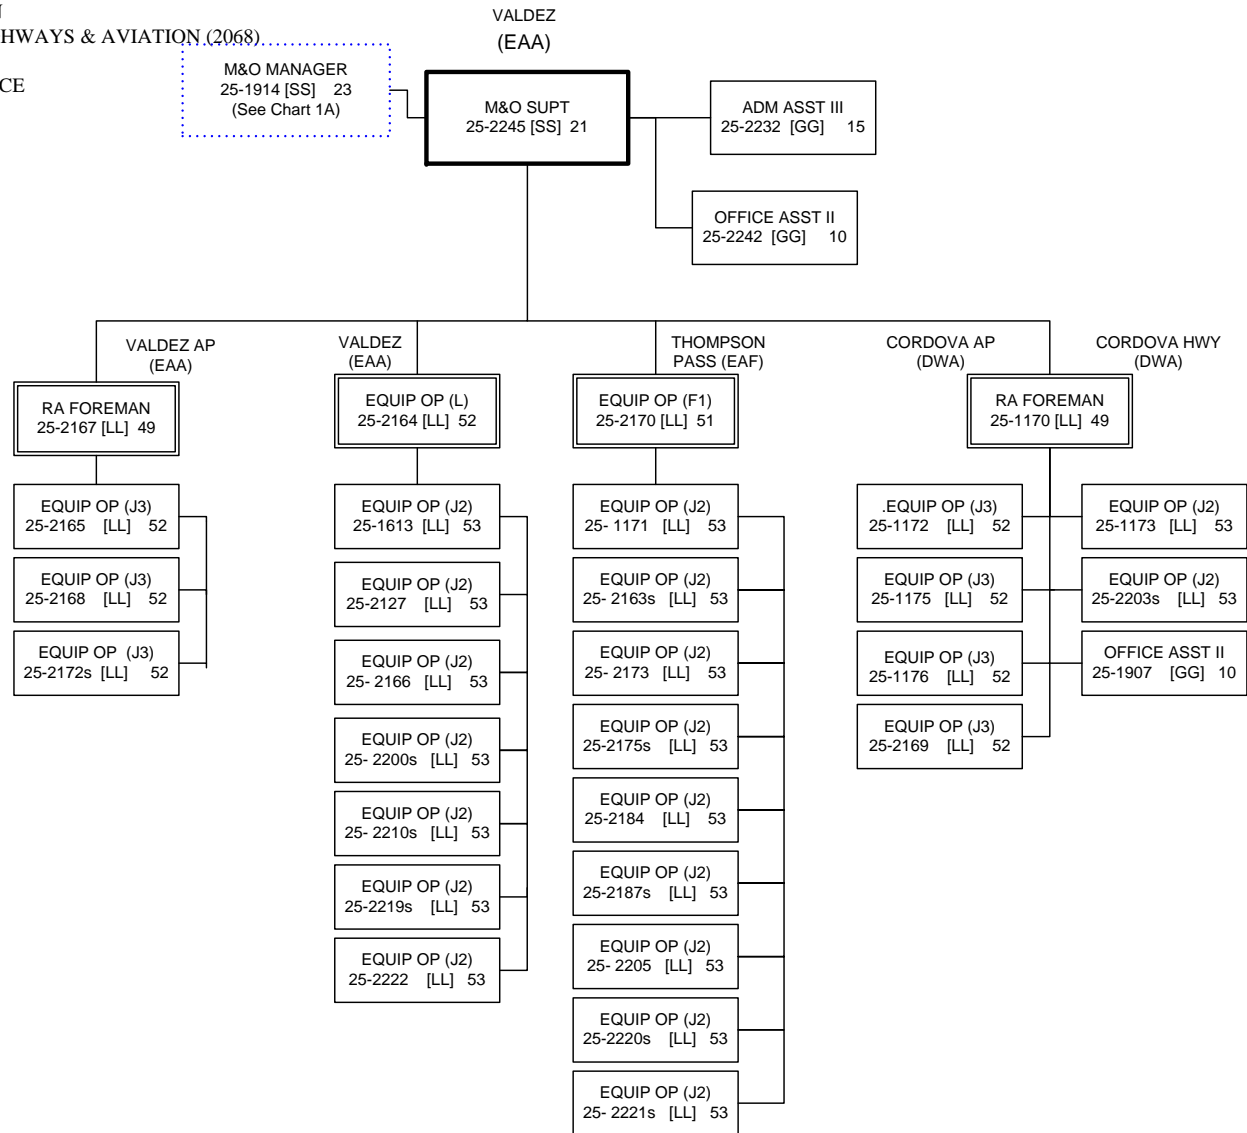 HWAYS & AVIATION (2068)
CE
VALDEZ
(EAA)
M&O MANAGER
25-1914 [SS] 23
(See Chart 1A)
M&O SUPT
25-2245 [SS] 21
ADM ASST III
25-2232 [GG] 15
OFFICE ASST II
25-2242 [GG] 10
VALDEZ AP
(EAA)
RA FOREMAN
25-2167 [LL] 49
EQUIP OP (J3)
25-2165 [LL] 52
EQUIP OP (J3)
25-2168 [LL] 52
EQUIP OP (J3)
25-2172s [LL] 52
VALDEZ
(EAA)
EQUIP OP (L)
25-2164 [LL] 52
EQUIP OP (J2)
25-1613 [LL] 53
EQUIP OP (J2)
25-2127 [LL] 53
EQUIP OP (J2)
25- 2166 [LL] 53
EQUIP OP (J2)
25- 2200s [LL] 53
EQUIP OP (J2)
25- 2210s [LL] 53
EQUIP OP (J2)
25-2219s [LL] 53
EQUIP OP (J2)
25-2222 [LL] 53
THOMPSON
PASS (EAF)
EQUIP OP (F1)
25-2170 [LL] 51
EQUIP OP (J2)
25- 1171 [LL] 53
EQUIP OP (J2)
25- 2163s [LL] 53
EQUIP OP (J2)
25- 2173 [LL] 53
EQUIP OP (J2)
25-2175s [LL] 53
EQUIP OP (J2)
25-2184 [LL] 53
EQUIP OP (J2)
25-2187s [LL] 53
EQUIP OP (J2)
25- 2205 [LL] 53
EQUIP OP (J2)
25-2220s [LL] 53
EQUIP OP (J2)
25- 2221s [LL] 53
CORDOVA AP
(DWA)
CORDOVA HWY
(DWA)
RA FOREMAN
25-1170 [LL] 49
.EQUIP OP (J3)
25-1172 [LL] 52
EQUIP OP (J3)
25-1175 [LL] 52
EQUIP OP (J3)
25-1176 [LL] 52
EQUIP OP (J3)
25-2169 [LL] 52
EQUIP OP (J2)
25-1173 [LL] 53
EQUIP OP (J2)
25-2203s [LL] 53
OFFICE ASST II
25-1907 [GG] 10